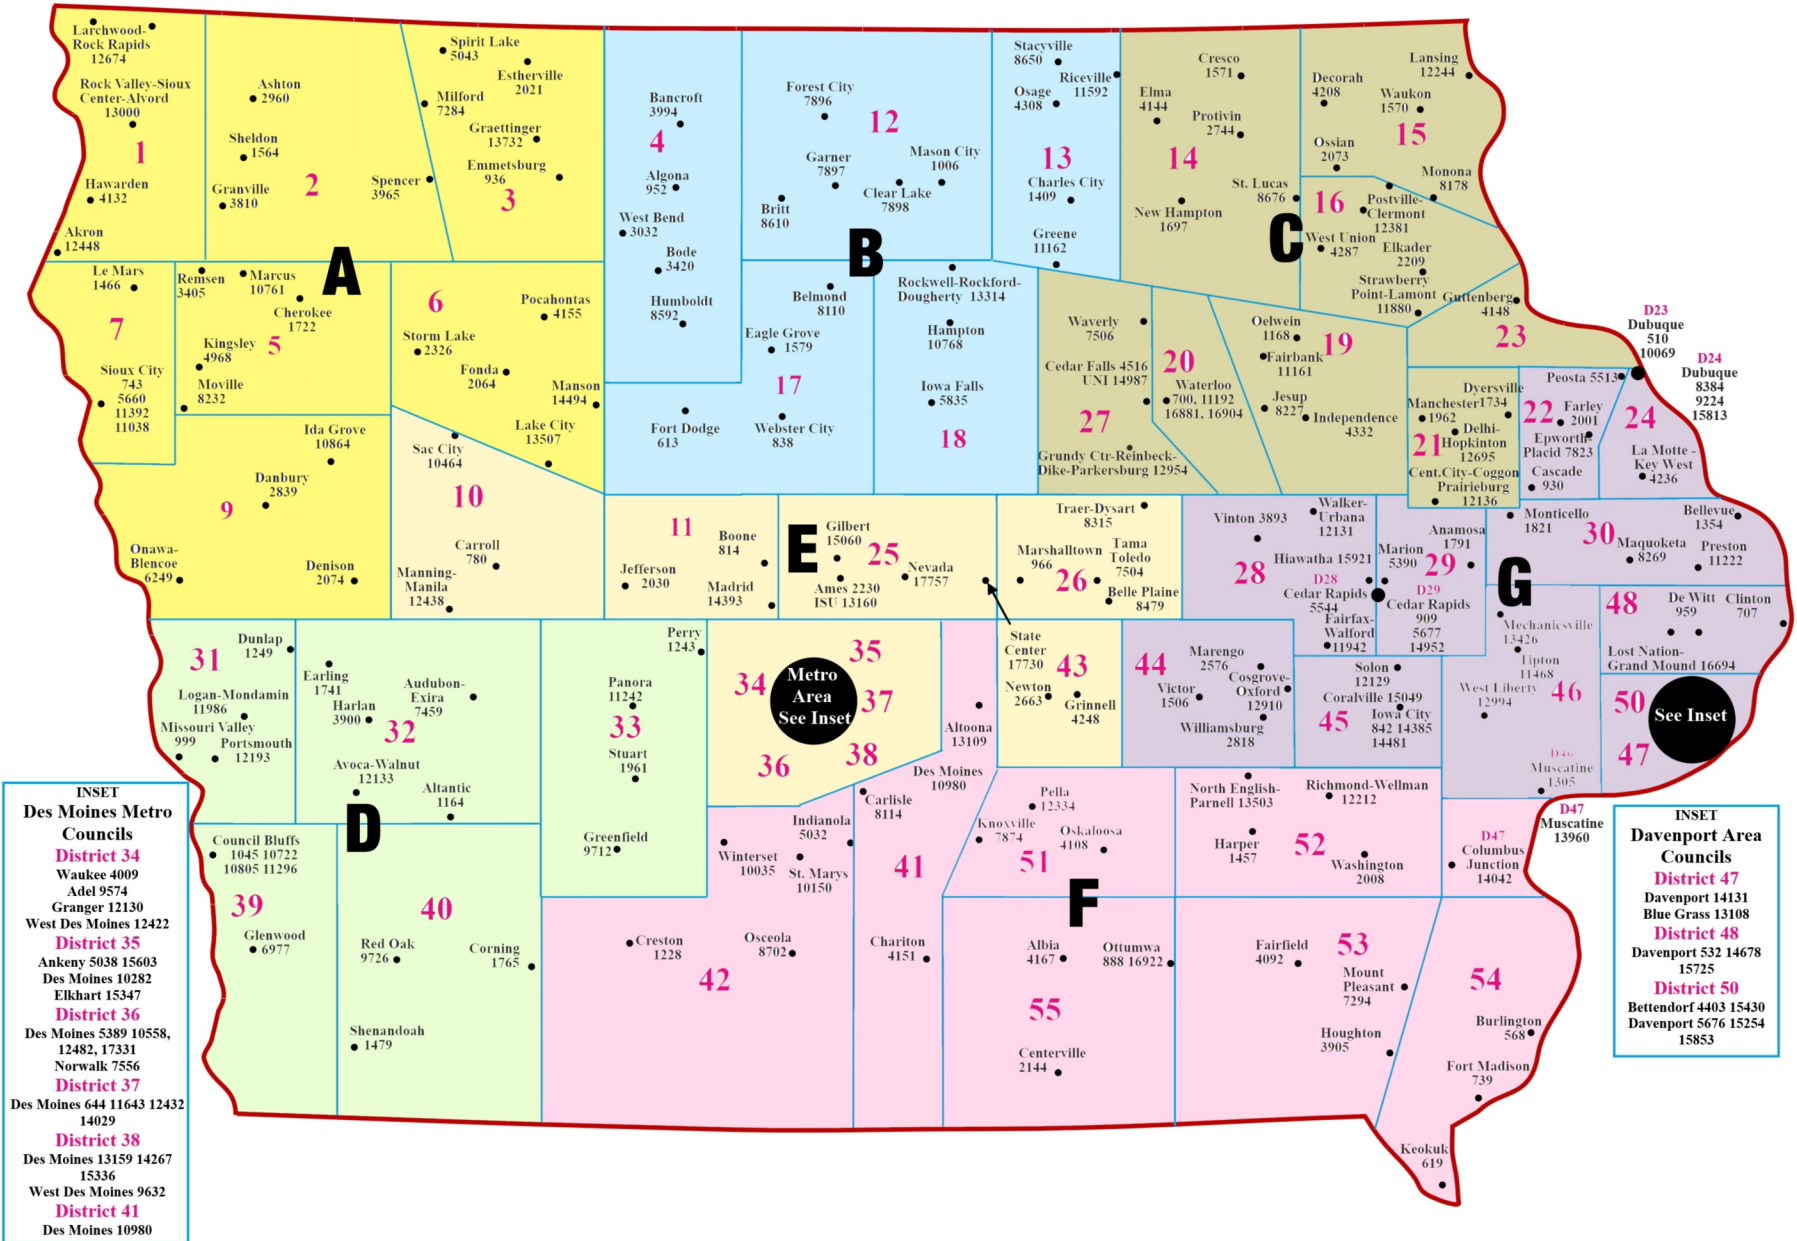 Larchwood-
Rock Rapids
12674
Rock Valley-Sioux
Center-Alvord
13000
1
Hawarden
4132
Akron
12448
Ashton
2960
Sheldon
1564
Granville
3810
2
Spencer
3965
Spirit Lake
5043
Estherville
2021
Milford
7284
Graettinger
13732
Emmetsburg
936
3
A
Bancroft
3994
4
Algona
952
West Bend
3032
Bode
3420
Humboldt
8592
Forest City
7896
12
Garner
7897
Mason City
1006
Clear Lake
7898
Britt
8610
B
Stacyville
8650
Riceville
11592
Osage
4308
13
Charles City
1409
Greene
11162
Cresco
1571
Elma
4144
Protivin
2744
14
St. Lucas
8676
New Hampton
1697
C
Decorah
4208
Lansing
12244
Waukon
1570
15
Ossian
2073
Monona
8178
16
Postville-
Clermont
12381
West Union
4287
Elkader
2209
Strawberry
Point-Lamont
11880
Guttenberg
4148
23
Le Mars
1466
7
Sioux City
743
5660
11392
11038
Remsen
3405
Marcus
10761
Cherokee
1722
5
Kingsley
4968
Moville
8232
6
Pocahontas
4155
Storm Lake
2326
Fonda
2064
Manson
14494
Lake City
13507
Belmond
8110
Eagle Grove
1579
17
Fort Dodge
613
Webster City
838
Rockwell-Rockford-
Dougherty 13314
Hampton
10768
Iowa Falls
5835
18
Waverly
7506
Cedar Falls 4516
UNI 14987
27
Grundy Ctr-Reinbeck-
Dike-Parkersburg 12954
20
Waterloo
700, 11192
16881, 16904
Oelwein
1168
19
Fairbank
11161
Jesup
8227
Independence
4332
Dyersville
1734
Manchester
1962
21
Delhi-
Hopkinton
12695
Cent.City-Coggon
Prairieburg
12136
Peosta 5513
22
Farley
2001
Epworth-
Placid 7823
Cascade
930
24
La Motte -
Key West
4236
D23
Dubuque
510
10069
D24
Dubuque
8384
9224
15813
Ida Grove
10864
Danbury
2839
9
Onawa-
Blencoe
6249
Denison
2074
Sac City
10464
10
Carroll
780
Manning-
Manila
12438
11
Boone
814
Jefferson
2030
Madrid
14393
E
Gilbert
15060
25
Nevada
17757
Ames 2230
ISU 13160
Traer-Dysart
8315
Marshalltown
966
Tama
Toledo
7504
26
Belle Plaine
8479
State
Center
17730
Vinton 3893
Walker-
Urbana
12131
Hiawatha 15921
28
D28
Cedar Rapids
5544
Fairfax-
Walford
11942
Anamosa
1791
Marion
5390
29
D29
Cedar Rapids
909
5677
14952
Monticello
1821
Bellevue
1354
30
Maquoketa
8269
Preston
11222
G
Mechanicsville
13426
Tipton
11468
West Liberty
12994
46
D46
Muscatine
1305
48
De Witt
959
Clinton
707
Lost Nation-
Grand Mound 16694
50
See Inset
47
31
Dunlap
1249
Logan-Mondamin
11986
Missouri Valley
999
Portsmouth
12193
Earling
1741
Audubon-
Exira
7459
Harlan
3900
32
Avoca-Walnut
12133
Altantic
1164
D
Perry
1243
Panora
11242
33
Stuart
1961
Greenfield
9712
35
34
Metro
Area
See Inset
37
36
38
Altoona
13109
Des Moines
10980
Carlisle
8114
43
Newton
2663
Grinnell
4248
44
Marengo
2576
Victor
1506
Cosgrove-
Oxford
12910
Williamsburg
2818
Solon
12129
Coralville 15049
45
Iowa City
842 14385
14481
Council Bluffs
1045 10722
10805 11296
39
Glenwood
6977
40
Red Oak
9726
Corning
1765
Shenandoah
1479
Indianola
5032
Winterset
10035
St. Marys
10150
41
Creston
1228
Osceola
8702
42
Chariton
4151
Pella
12334
Knoxville
7874
Oskaloosa
4108
51
F
North English-
Parnell 13503
Richmond-Wellman
12212
Harper
1457
52
Washington
2008
D47
Columbus
Junction
14042
D47
Muscatine
13960
Albia
4167
Ottumwa
888 16922
55
Centerville
2144
Fairfield
4092
53
Mount
Pleasant
7294
Houghton
3905
54
Burlington
568
Fort Madison
739
Keokuk
619
INSET
Des Moines Metro
Councils
District 34
Waukee 4009
Adel 9574
Granger 12130
West Des Moines 12422
District 35
Ankeny 5038 15603
Des Moines 10282
Elkhart 15347
District 36
Des Moines 5389 10558,
12482, 17331
Norwalk 7556
District 37
Des Moines 644 11643 12432
14029
District 38
Des Moines 13159 14267
15336
West Des Moines 9632
District 41
Des Moines 10980
INSET
Davenport Area
Councils
District 47
Davenport 14131
Blue Grass 13108
District 48
Davenport 532 14678
15725
District 50
Bettendorf 4403 15430
Davenport 5676 15254
15853